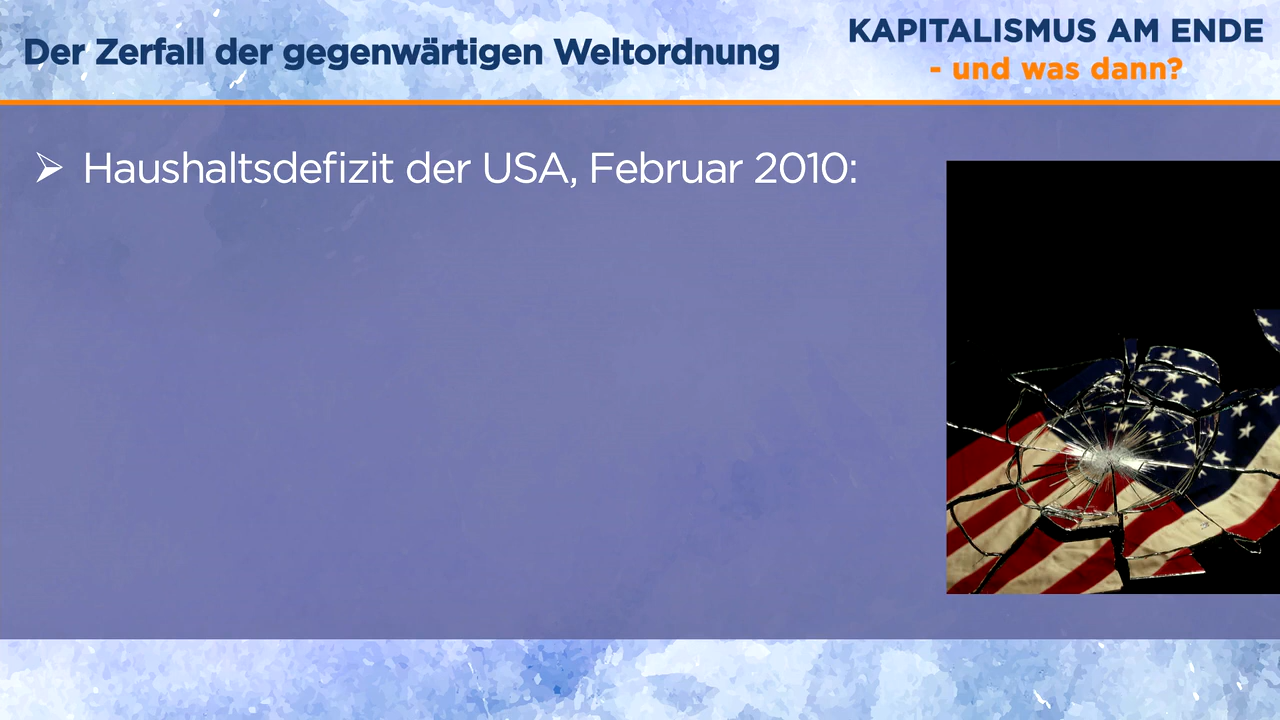 Der Zerfall der gegenwärtigen Weltordnung
KAPITALISMUS AM ENDE
- und was dann?
Haushaltsdefizit der USA, Februar 2010: